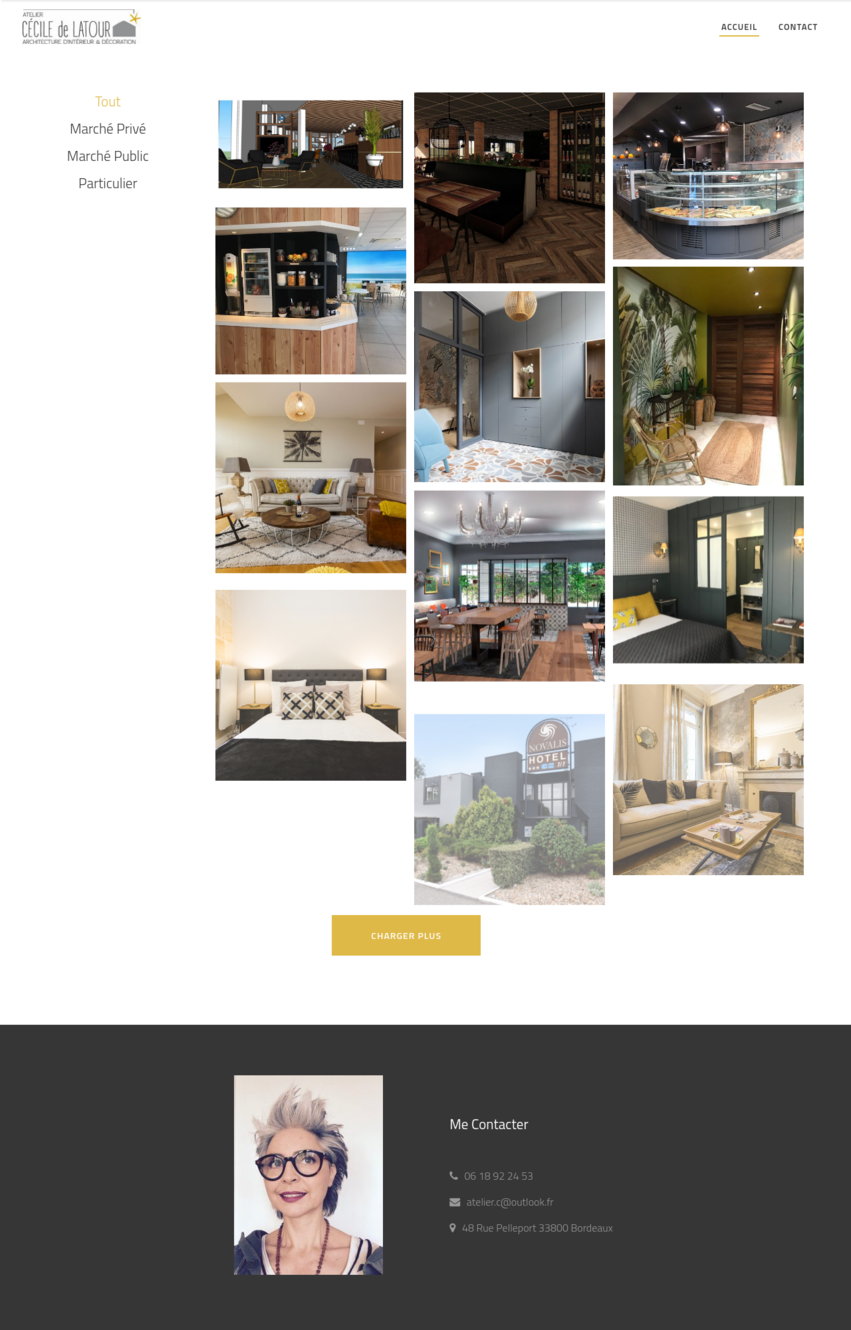 ATELIER
CÉCILE de LATOUR
ARCHITECTURE D'INTÉRIEUR & DÉCORATION
ACCUEIL
CONTACT
Tout
Marché Privé
Marché Public
Particulier
NOVALIS
HOTEL
CHARGER PLUS
Me Contacter
06 18 92 24 53
atelier.c@outlook.fr
48 Rue Pelleport 33800 Bordeaux